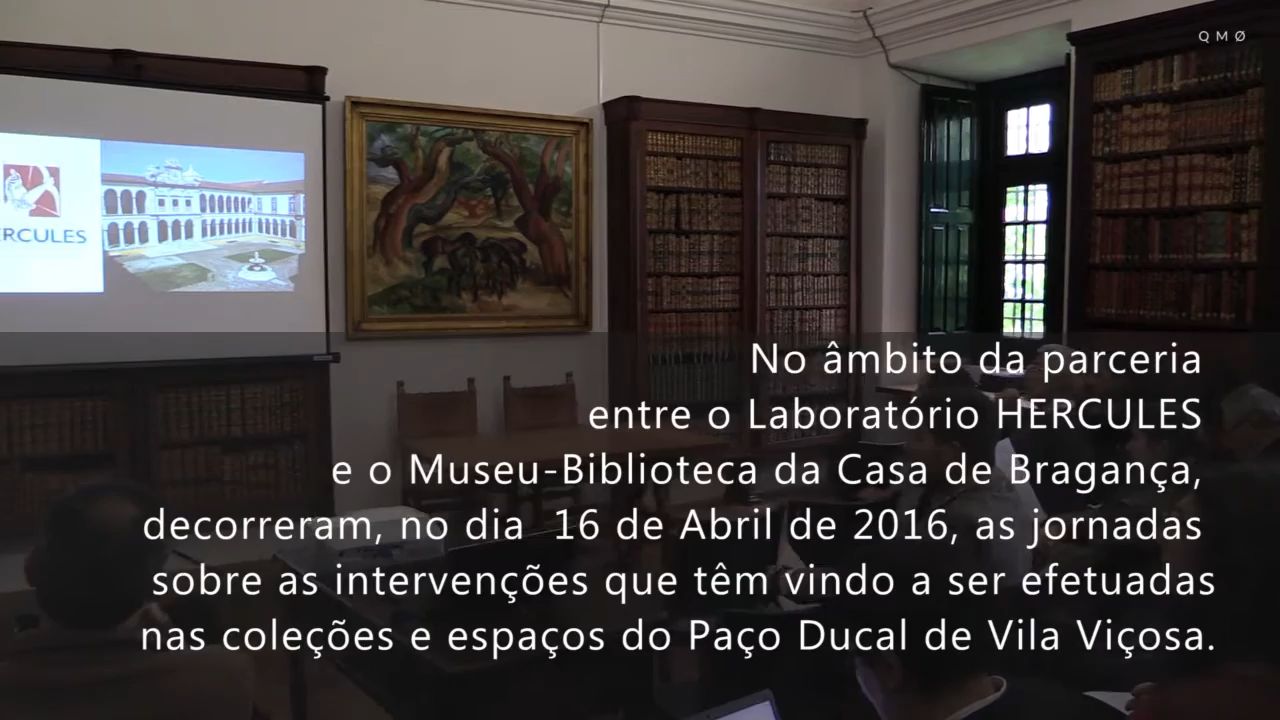 QMØ
ERCULES
No âmbito da parceria
entre o Laboratório HERCULES
e o Museu-Biblioteca da Casa de Bragança,
decorreram, no dia 16 de Abril de 2016, as jornadas
sobre as intervenções que têm vindo a ser efetuadas
nas coleções e espaços do Paço Ducal de Vila Viçosa.